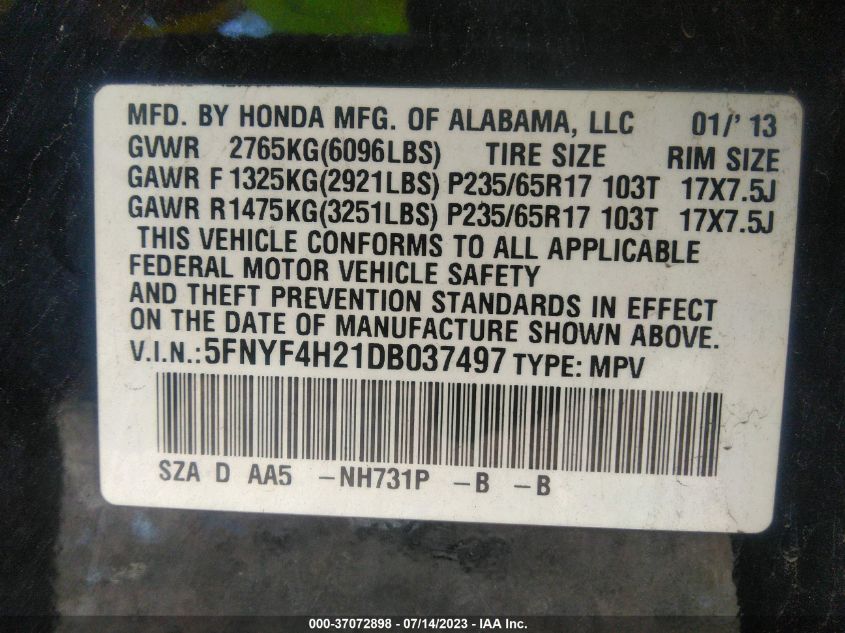 MFD. BY HONDA MFG. OF ALABAMA, LLC 01/'13
GVWR 2765KG(6096LBS) TIRE SIZE RIM SIZE
GAWR F 1325KG(2921LBS) P235/65R17 103T 17X7.5J
GAWR R1475KG(3251LBS) P235/65R17 103T 17X7.5J
THIS VEHICLE CONFORMS TO ALL APPLICABLE
FEDERAL MOTOR VEHICLE SAFETY
AND THEFT PREVENTION STANDARDS IN EFFECT
ON THE DATE OF MANUFACTURE SHOWN ABOVE.
V.I.N.:5FNYF4H21DB037497 TYPE: MPV
SZA D AA5 -NH731P -B -B
000-37072898 - 07/14/2023 - IAA Inc.